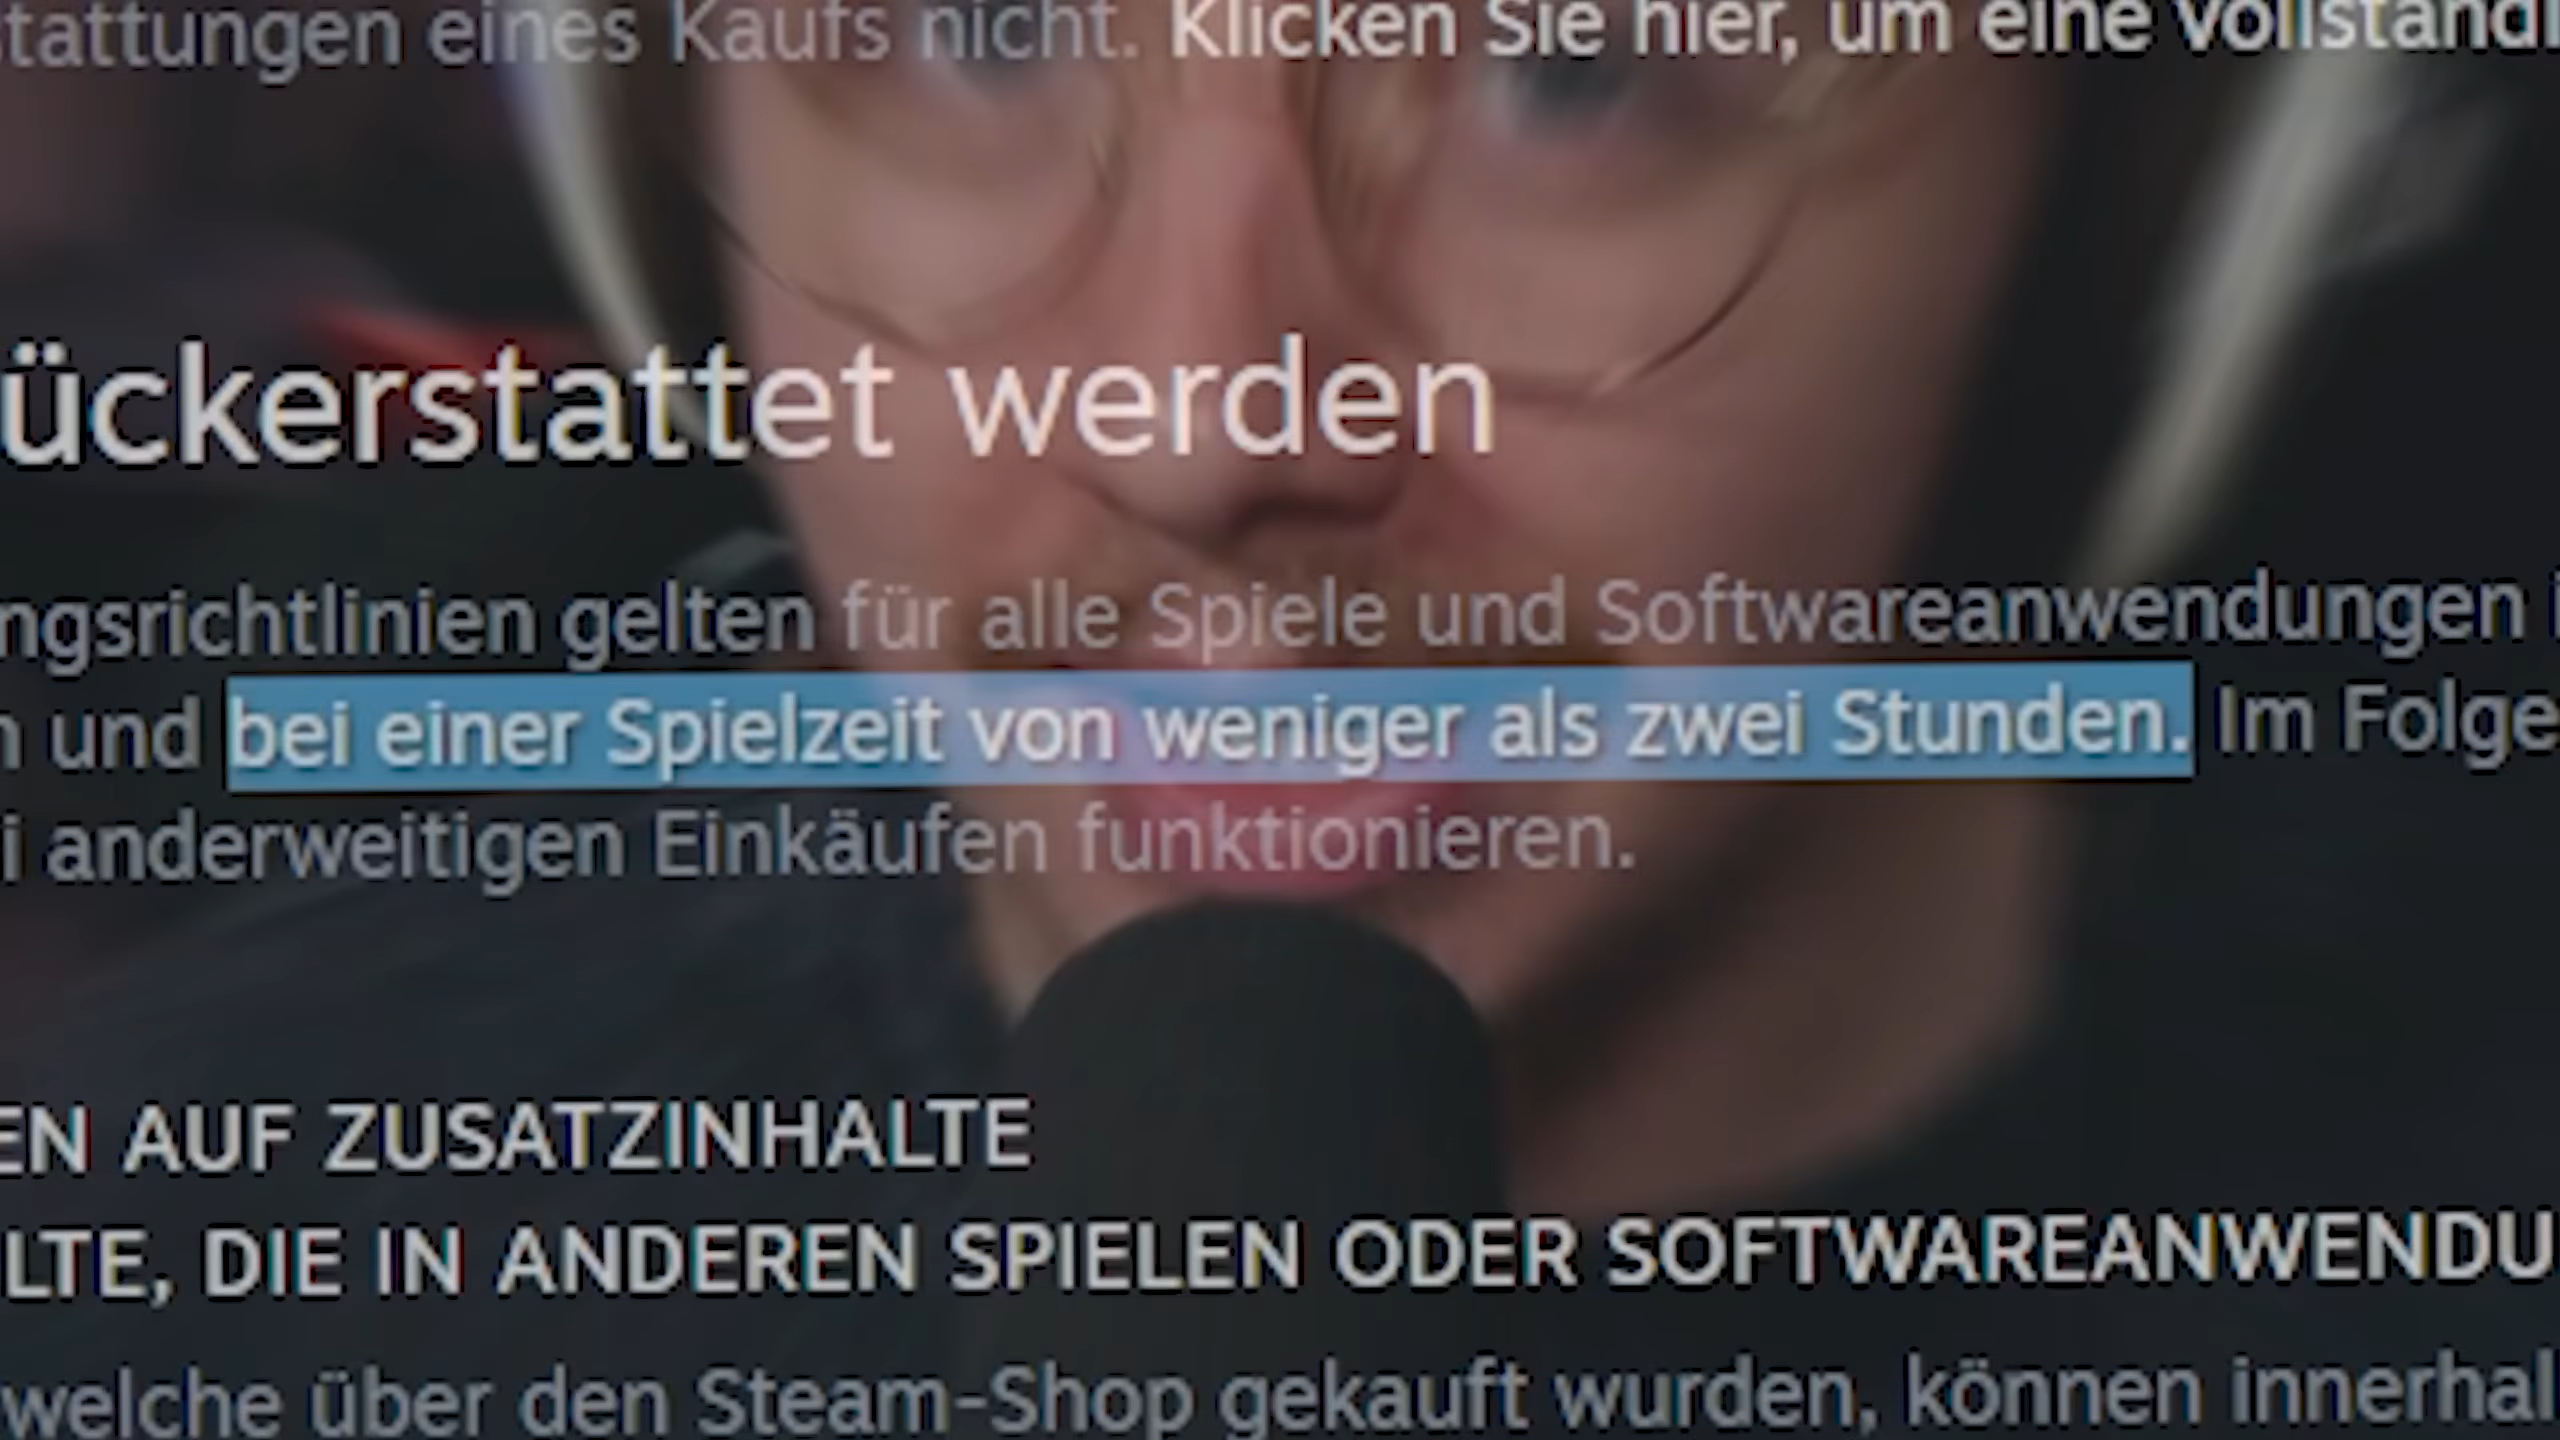 stattungen eines Kaufs nicht. Klicken Sie hier, um eine vollständi
ückerstattet werden
ngsrichtlinien gelten für alle Spiele und Softwareanwendungen i
n und bei einer Spielzeit von weniger als zwei Stunden. Im Folge
i anderweitigen Einkäufen funktionieren.
EN AUF ZUSATZINHALTE
LTE, DIE IN ANDEREN SPIELEN ODER SOFTWAREANWENDU
welche über den Steam-Shop gekauft wurden, können innerhal